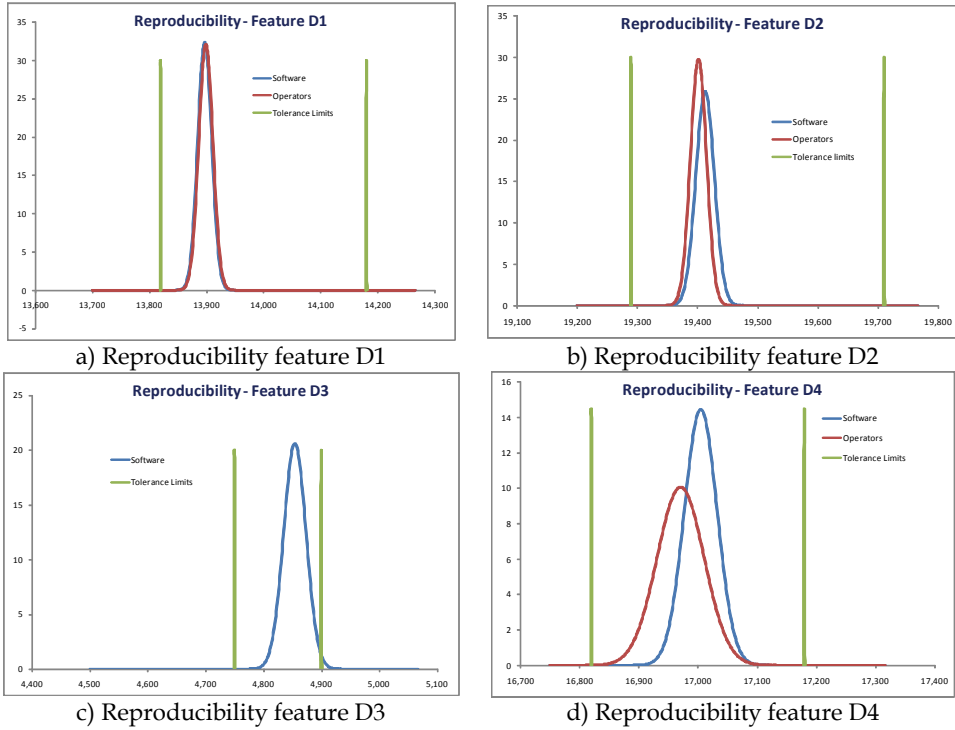 Reproducibility - Feature D1
35
30
25
20
15
10
5
0
-5
Software
Operators
Tolerance Limits
13,600 13,700 13,800 13,900 14,000 14,100 14,200 14,300
a) Reproducibility feature D1
Reproducibility - Feature D2
35
30
25
20
15
10
5
0
Software
Operators
Tolerance limits
19,100 19,200 19,300 19,400 19,500 19,600 19,700 19,800
b) Reproducibility feature D2
Reproducibility - Feature D3
25
20
15
10
5
0
Software
Tolerance Limits
4,400 4,500 4,600 4,700 4,800 4,900 5,000 5,100
c) Reproducibility feature D3
Reproducibility - Feature D4
16
14
12
10
8
6
4
2
0
Software
Operators
Tolerance Limits
16,700 16,800 16,900 17,000 17,100 17,200 17,300 17,400
d) Reproducibility feature D4